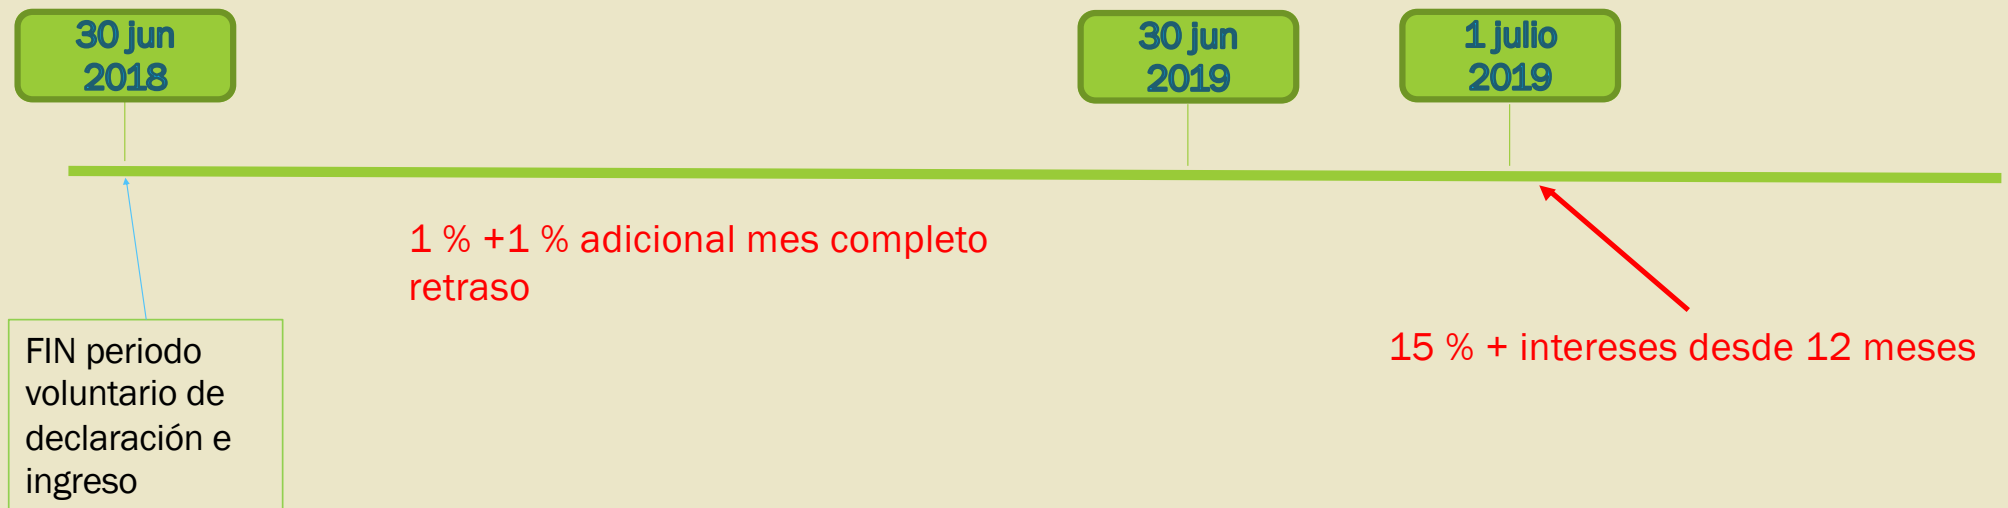 30 jun
2018
30 jun
2019
1 julio
2019
1 % +1 % adicional mes completo
retraso
15 % + intereses desde 12 meses
FIN periodo
voluntario de
declaración e
ingreso